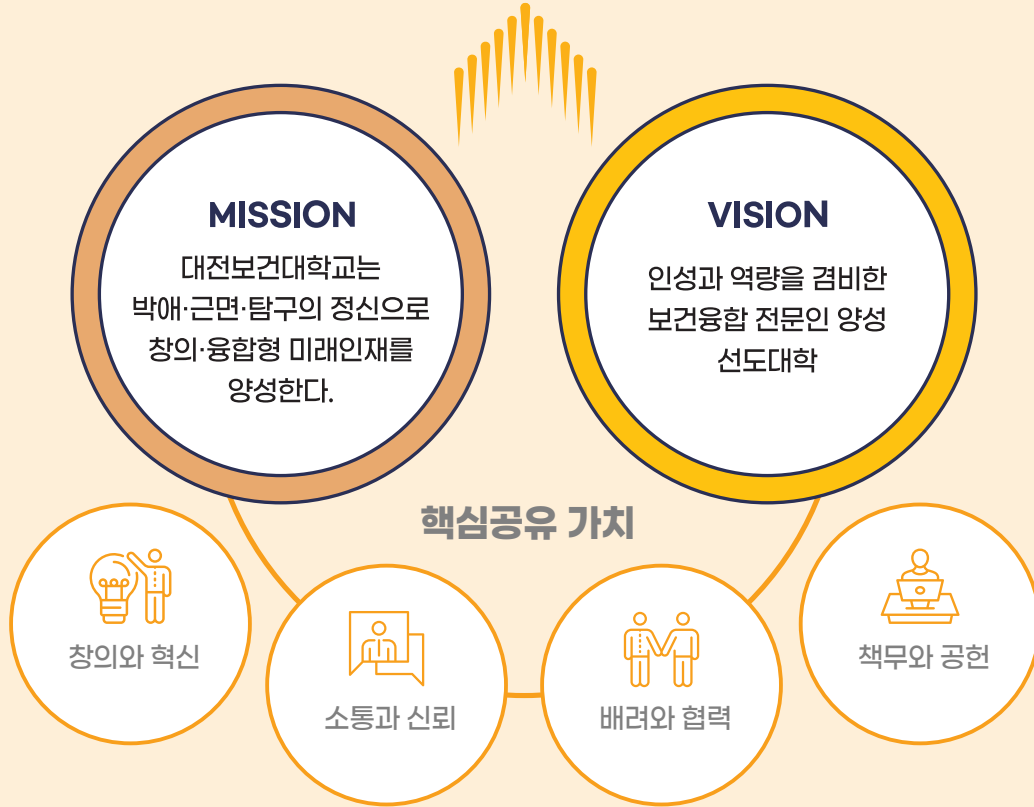 MISSION
대전보건대학교는
박애·근면·탐구의 정신으로
창의·융합형 미래인재를
양성한다.
VISION
인성과 역량을 겸비한
보건융합 전문인 양성
선도대학
핵심공유 가치
창의와 혁신
소통과 신뢰
배려와 협력
책무와 공헌